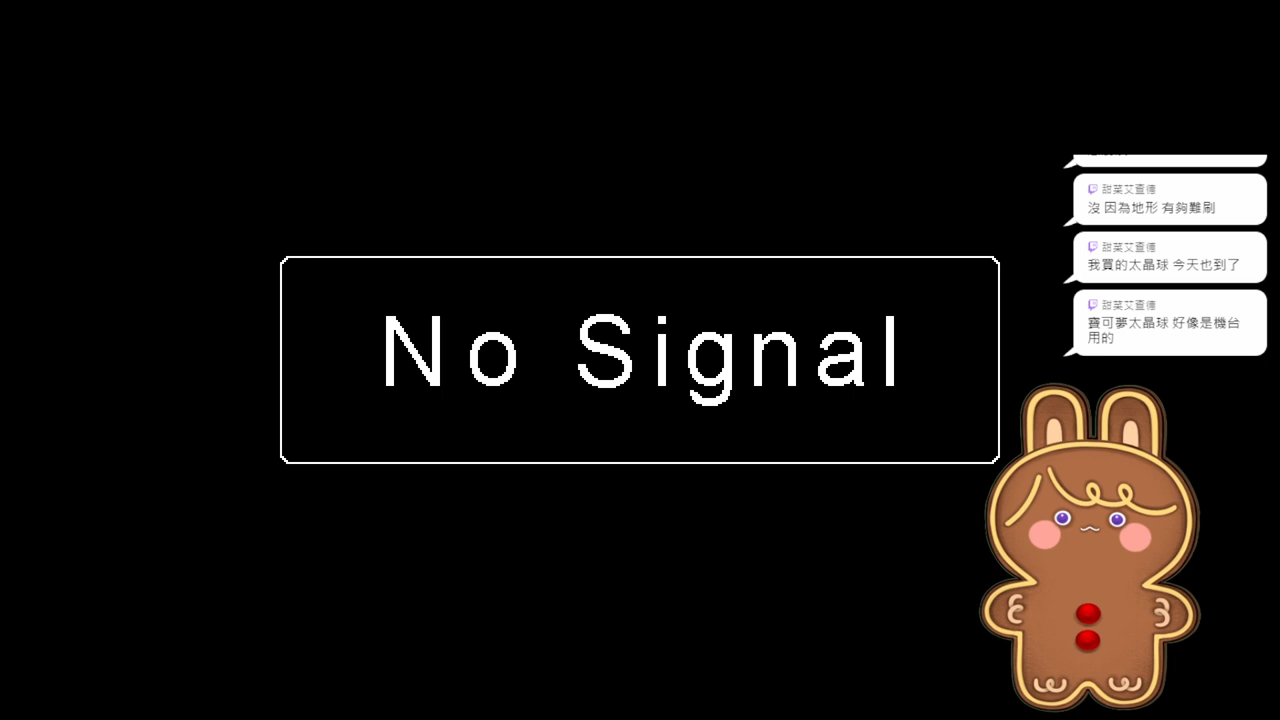 No Signal
甜菜艾查德
沒 因為地形 有夠難刷
甜菜艾查德
我買的太晶球 今天也到了
甜菜艾查德
寶可夢太晶球 好像是機台
用的